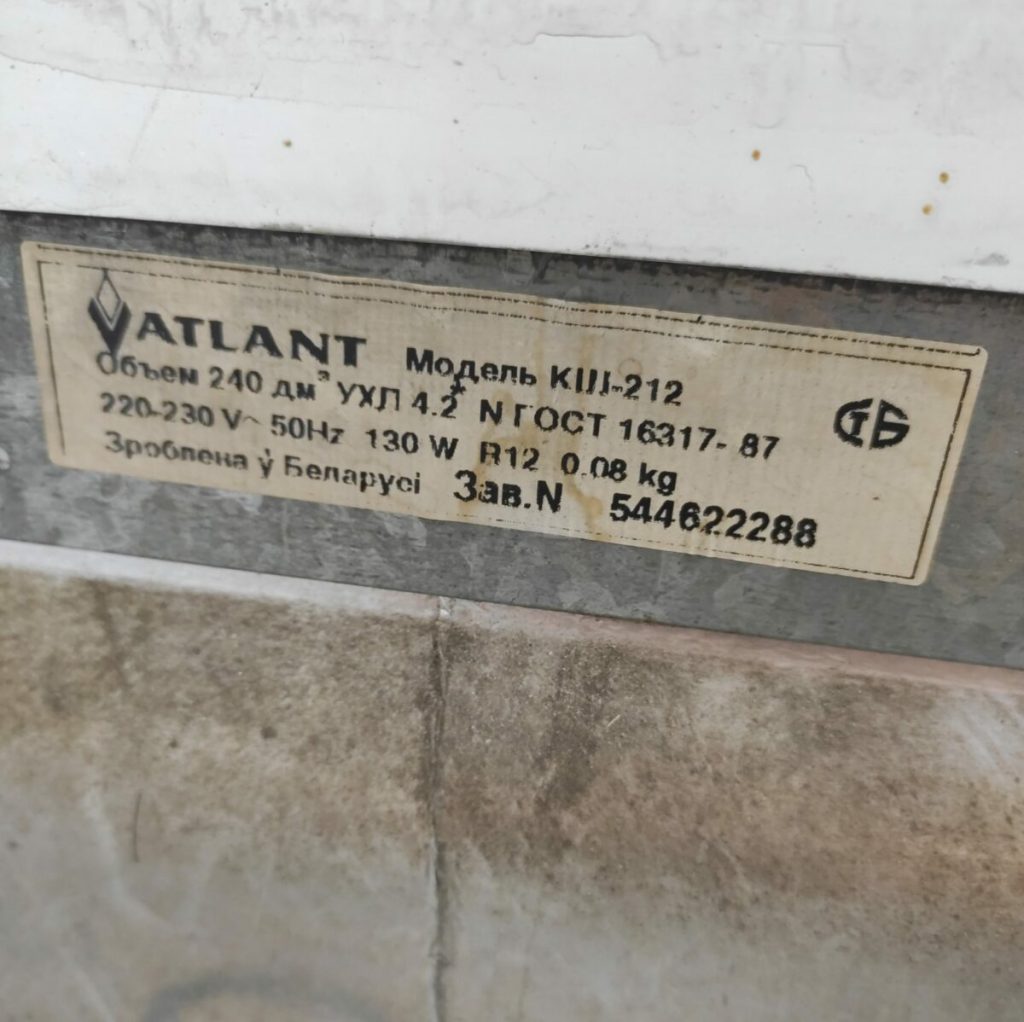 ATLANT Модель КШ-212
Объем 240 дм³ УХЛ 4.2* N ГОСТ 16317-87
220-230 V~ 50Hz 130 W R12 0.08 kg
Зроблена ў Беларусі Зав.N 544622288
СТБ